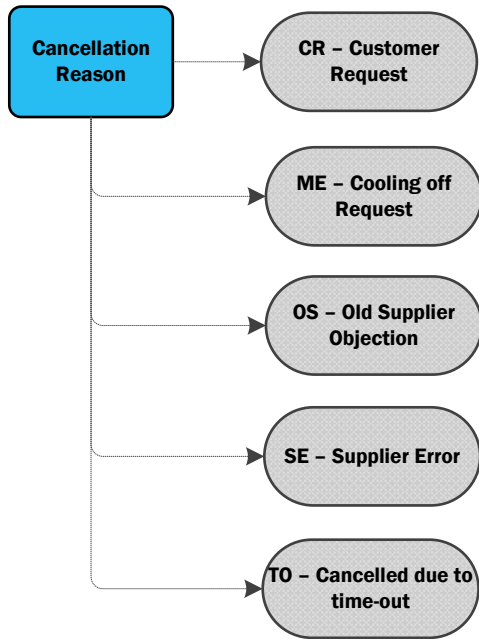 Cancellation
Reason
CR – Customer
Request
ME – Cooling off
Request
OS – Old Supplier
Objection
SE – Supplier Error
TO – Cancelled due to
time-out